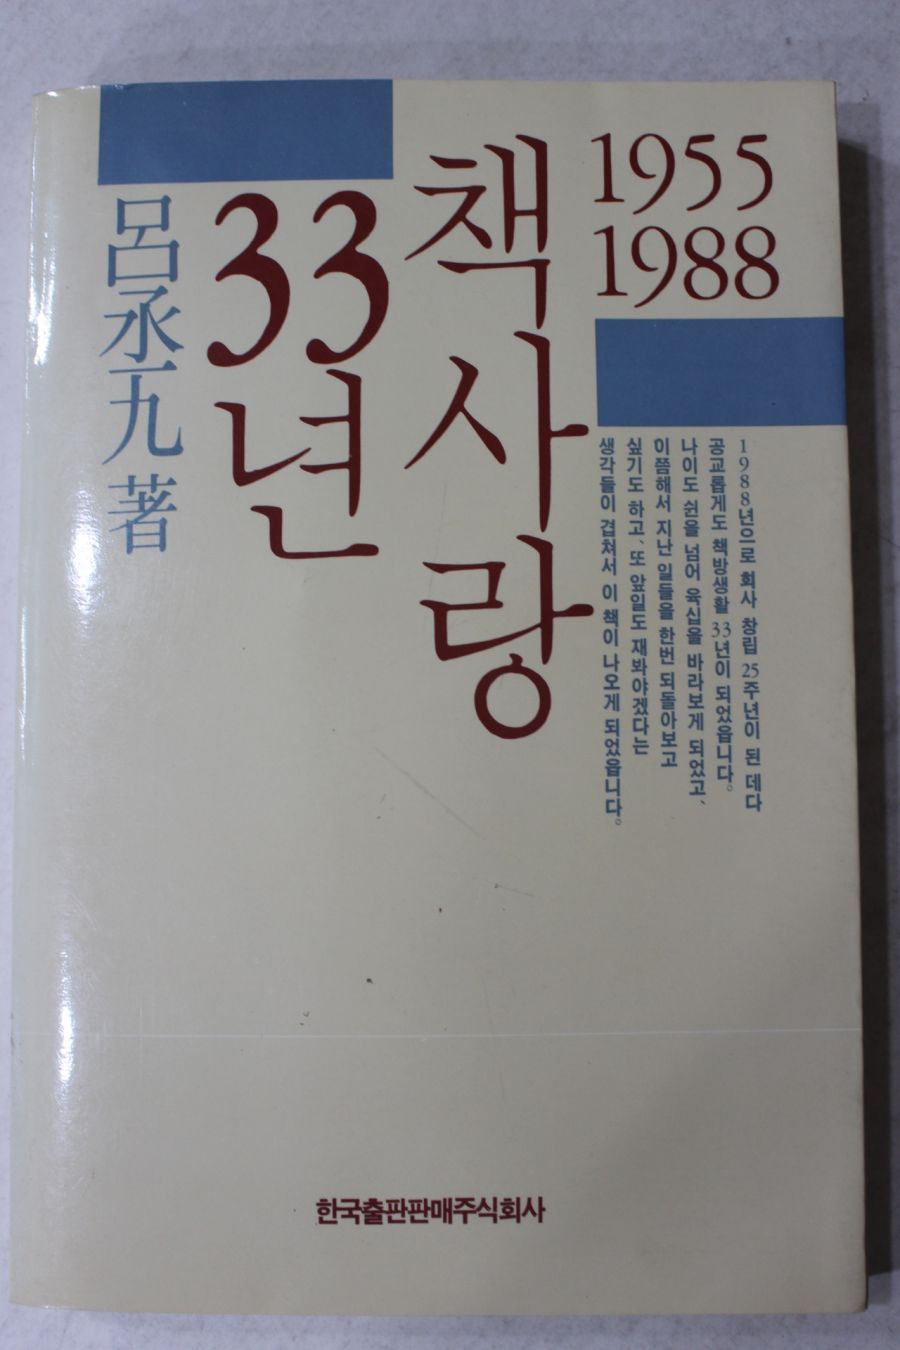 1955
1988
책사랑
33년
呂丞九 著
1988년으로 회사 창립 25주년이 된 데다
공교롭게도 책방생활 33년이 되었읍니다.
나이도 쉰을 넘어 육십을 바라보게 되었고,
이쯤해서 지난 일들을 한번 되돌아보고
싶기도 하고, 또 앞일도 재봐야겠다는
생각들이 겹쳐서 이 책이 나오게 되었읍니다.
한국출판판매주식회사